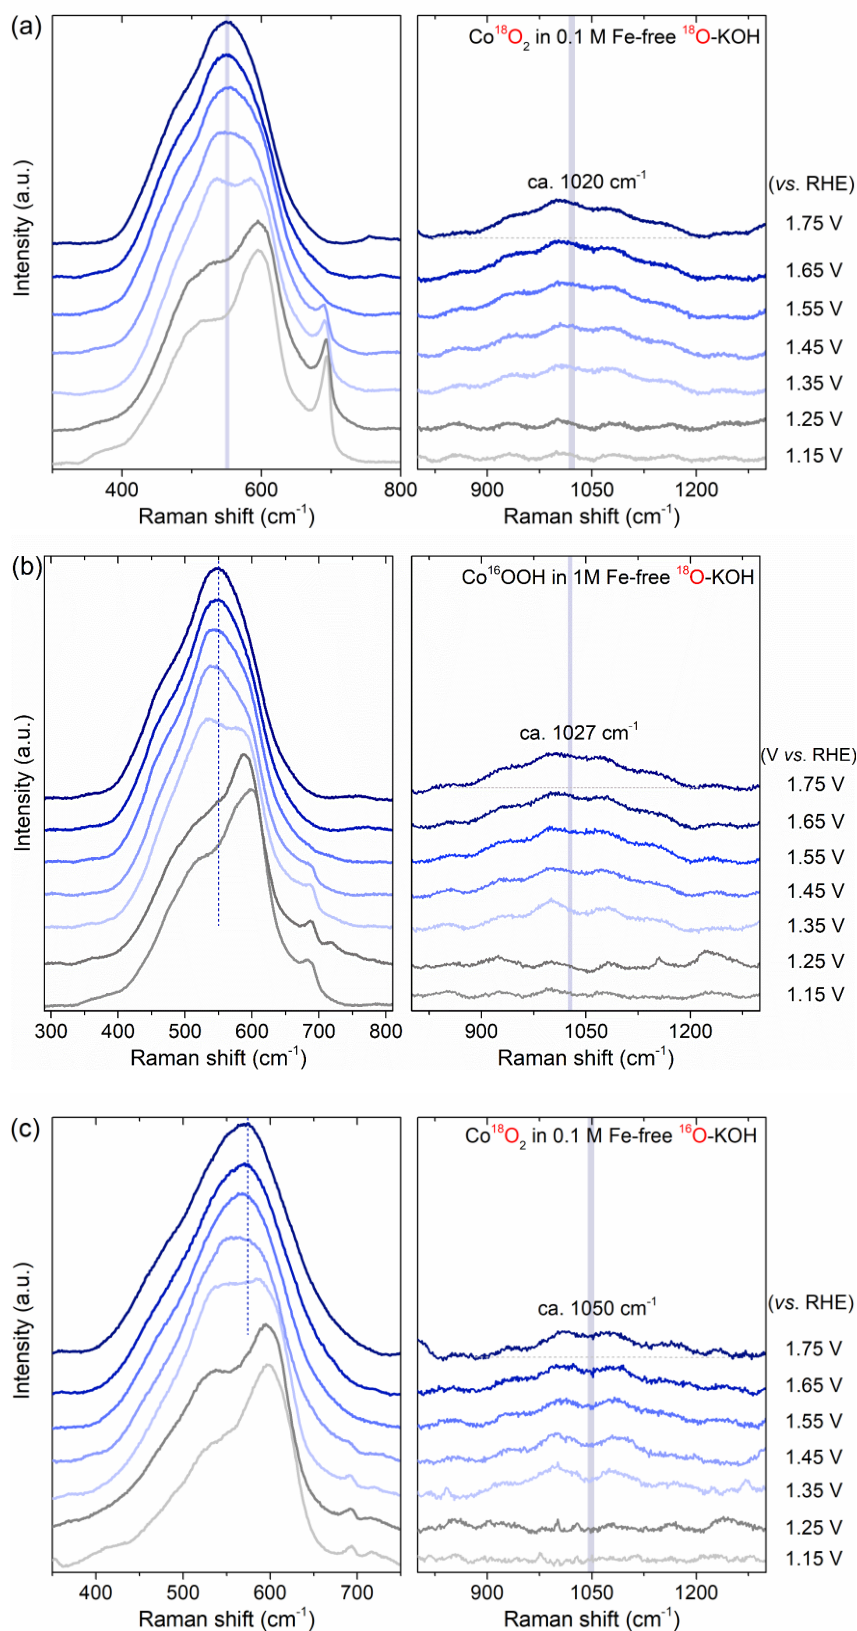 (a)
Co¹⁸O₂ in 0.1 M Fe-free ¹⁸O-KOH
ca. 1020 cm⁻¹
(vs. RHE)
1.75 V
1.65 V
1.55 V
1.45 V
1.35 V
1.25 V
1.15 V
Intensity (a.u.)
400 600 800
900 1050 1200
Raman shift (cm⁻¹)
Raman shift (cm⁻¹)
(b)
Co¹⁶OOH in 1M Fe-free ¹⁸O-KOH
ca. 1027 cm⁻¹
(V vs. RHE)
1.75 V
1.65 V
1.55 V
1.45 V
1.35 V
1.25 V
1.15 V
Intensity (a.u.)
300 400 500 600 700 800
900 1050 1200
Raman shift (cm⁻¹)
Raman shift (cm⁻¹)
(c)
Co¹⁸O₂ in 0.1 M Fe-free ¹⁶O-KOH
ca. 1050 cm⁻¹
(vs. RHE)
1.75 V
1.65 V
1.55 V
1.45 V
1.35 V
1.25 V
1.15 V
Intensity (a.u.)
400 500 600 700
900 1050 1200
Raman shift (cm⁻¹)
Raman shift (cm⁻¹)